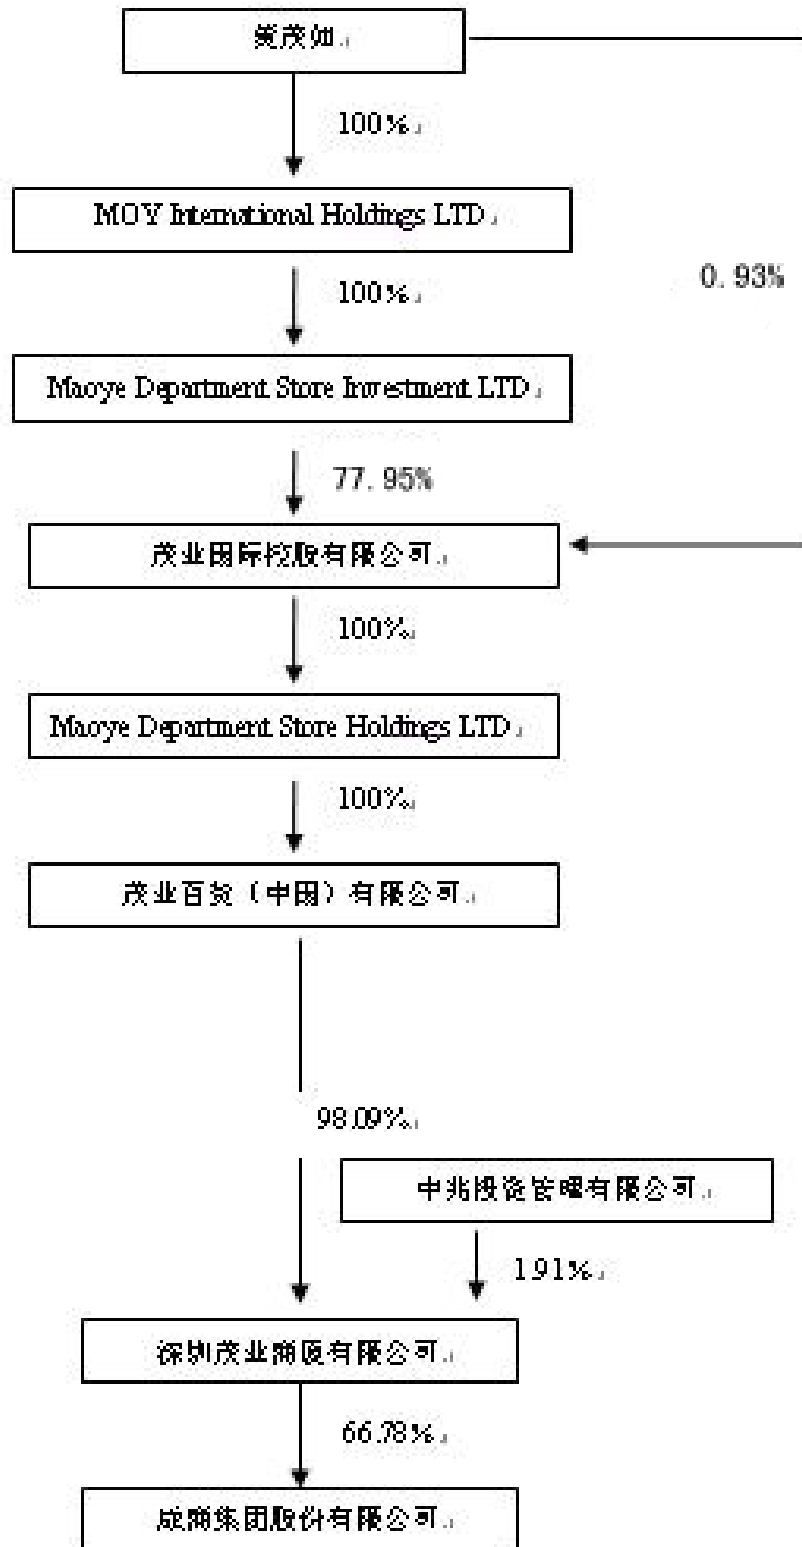 黄茂如
100%
MOY International Holdings LTD
100%
0.93%
Maoye Department Store Investment LTD
77.95%
茂业国际控股有限公司
100%
Maoye Department Store Holdings LTD
100%
茂业百货（中国）有限公司
98.09%
中兆投资管理有限公司
1.91%
深圳茂业商厦有限公司
66.78%
成商集团股份有限公司